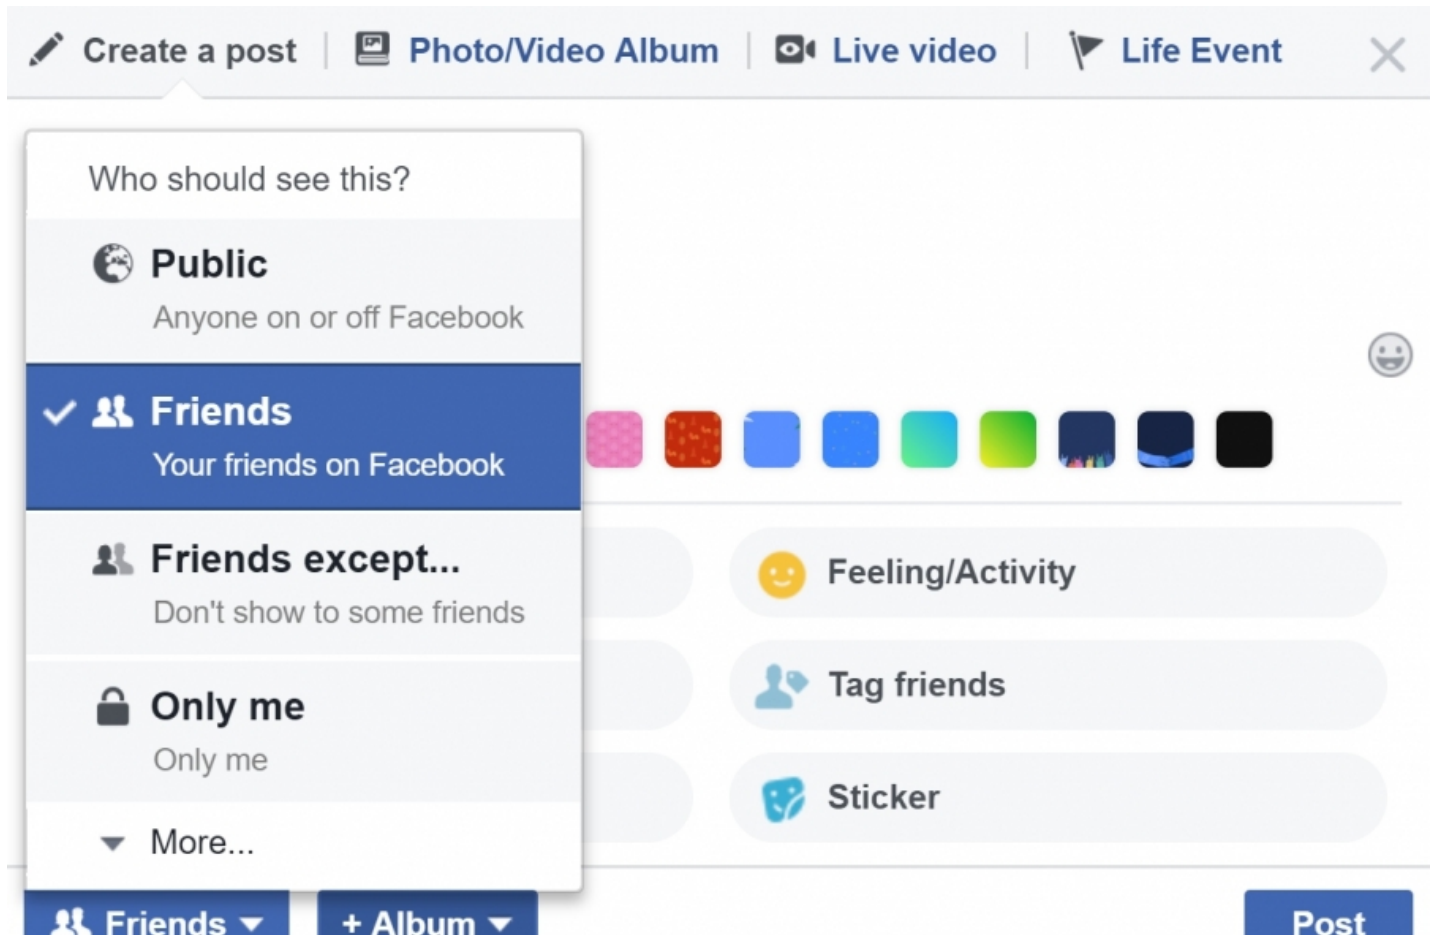 Create a post
Photo/Video Album
Live video
Life Event
Who should see this?
Public
Anyone on or off Facebook
Friends
Your friends on Facebook
Friends except...
Don't show to some friends
Only me
Only me
More...
Feeling/Activity
Tag friends
Sticker
Friends
+ Album
Post